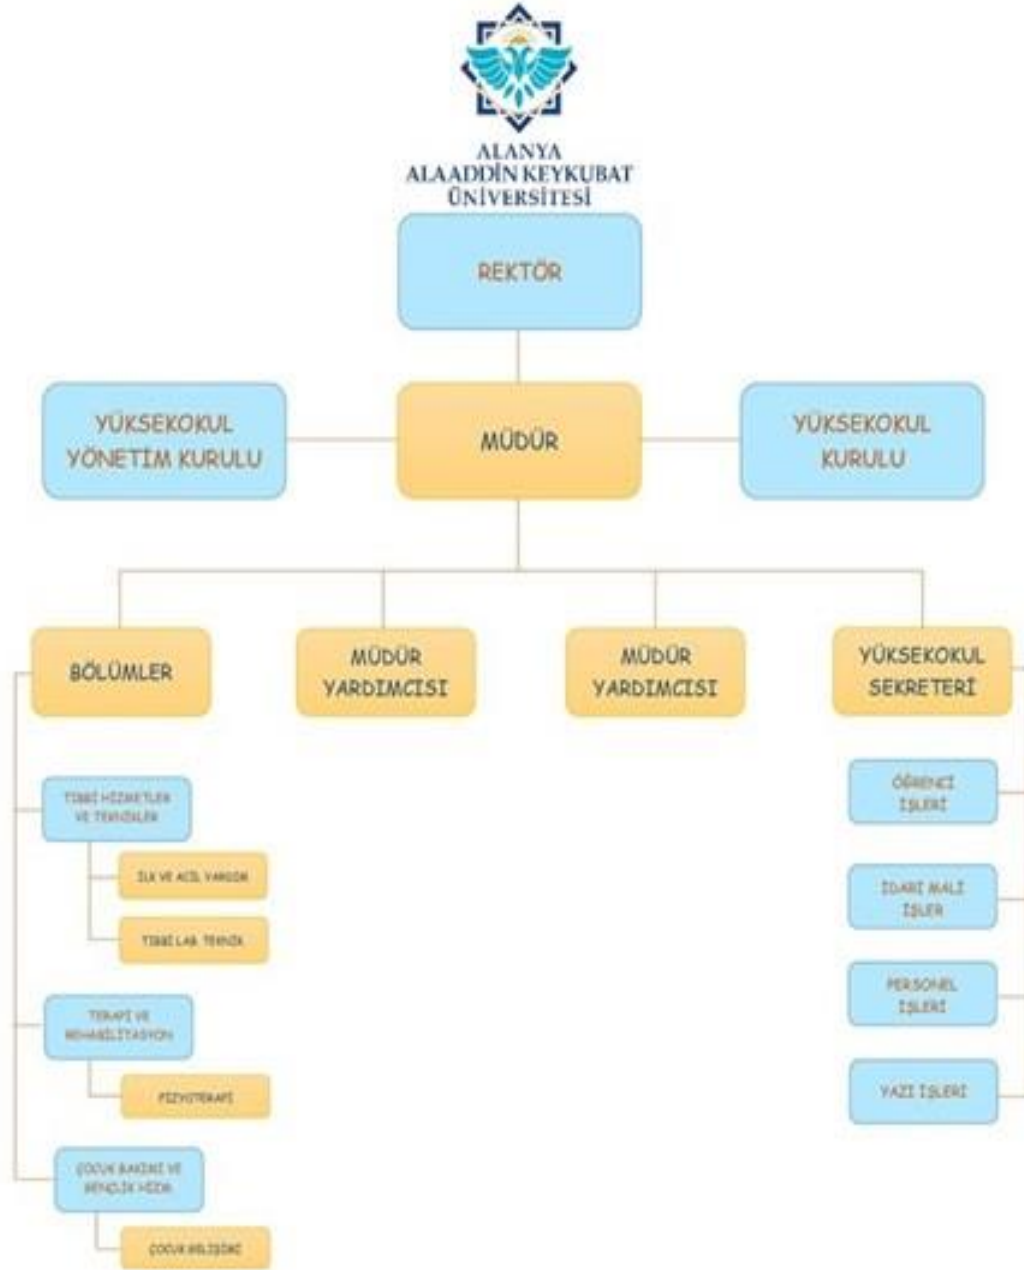 ALANYA
ALAADDİN KEYKUBAT
ÜNİVERSİTESİ
REKTÖR
YÜKSEKOKUL
YÖNETİM KURULU
MÜDÜR
YÜKSEKOKUL
KURULU
BÖLÜMLER
MÜDÜR
YARDIMCISI
MÜDÜR
YARDIMCISI
YÜKSEKOKUL
SEKRETERİ
TIBBİ HİZMETLER
VE TEKNİKLER
İLK VE ACİL YARDIM
TIBBİ LAB. TEKNİK
TERAPİ VE
REHABİLİTASYON
FİZYOTERAPİ
ÇOCUK BAKIMI VE
GENÇLİK HİZM.
ÇOCUK GELİŞİMİ
ÖĞRENCİ
İŞLERİ
İDARİ MALİ
İŞLER
PERSONEL
İŞLERİ
YAZI İŞLERİ